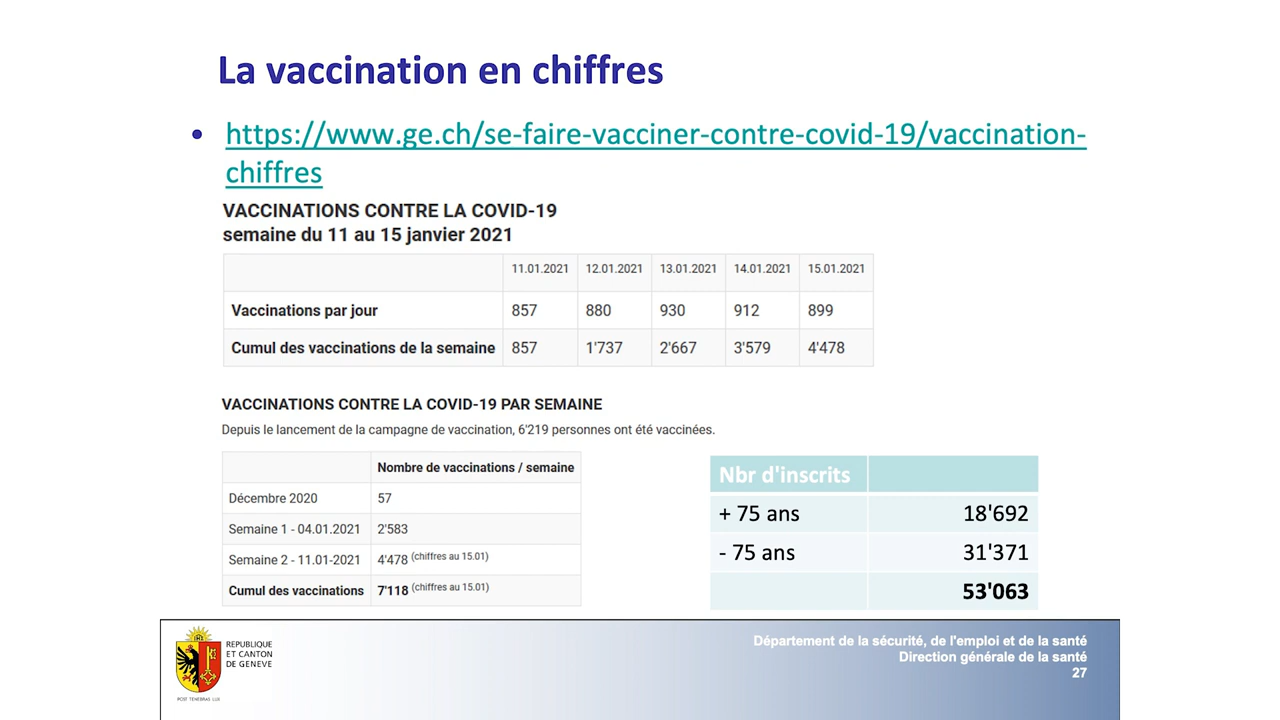 La vaccination en chiffres
• https://www.ge.ch/se-faire-vacciner-contre-covid-19/vaccination-
chiffres
VACCINATIONS CONTRE LA COVID-19
semaine du 11 au 15 janvier 2021
11.01.2021 12.01.2021 13.01.2021 14.01.2021 15.01.2021
Vaccinations par jour 857 880 930 912 899
Cumul des vaccinations de la semaine 857 1'737 2'667 3'579 4'478
VACCINATIONS CONTRE LA COVID-19 PAR SEMAINE
Depuis le lancement de la campagne de vaccination, 6'219 personnes ont été vaccinées.
Nombre de vaccinations / semaine
Décembre 2020 57
Semaine 1 - 04.01.2021 2'583
Semaine 2 - 11.01-2021 4'478 (chiffres au 15.01)
Cumul des vaccinations 7'118 (chiffres au 15.01)
Nbr d'inscrits
+ 75 ans 18'692
- 75 ans 31'371
53'063
REPUBLIQUE
ET CANTON
DE GENEVE
POST TENEBRAS LUX
Département de la sécurité, de l'emploi et de la santé
Direction générale de la santé
27